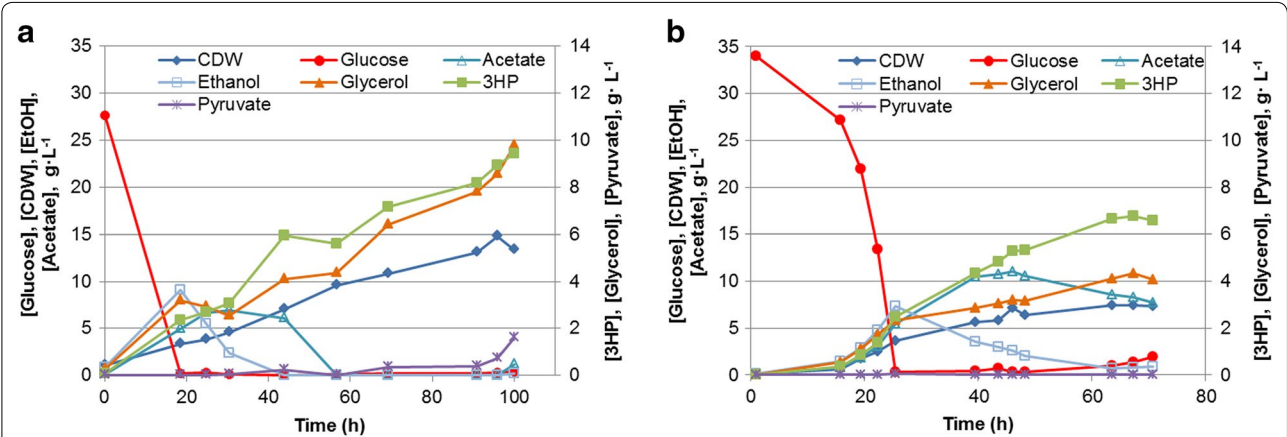 a
35
30
25
20
15
10
5
0
14
12
10
8
6
4
2
0
0
20
40
60
80
100
CDW
Glucose
Acetate
Ethanol
Glycerol
3HP
Pyruvate
[Glucose], [CDW], [EtOH],
[Acetate], g·L-1
[3HP], [Glycerol], [Pyruvate], g· L-1
Time (h)
b
35
30
25
20
15
10
5
0
14
12
10
8
6
4
2
0
0
20
40
60
80
CDW
Glucose
Acetate
Ethanol
Glycerol
3HP
Pyruvate
[Glucose], [CDW], [EtOH],
[Acetate], g·L-1
[3HP], [Glycerol], [Pyruvate], g· L-1
Time (h)